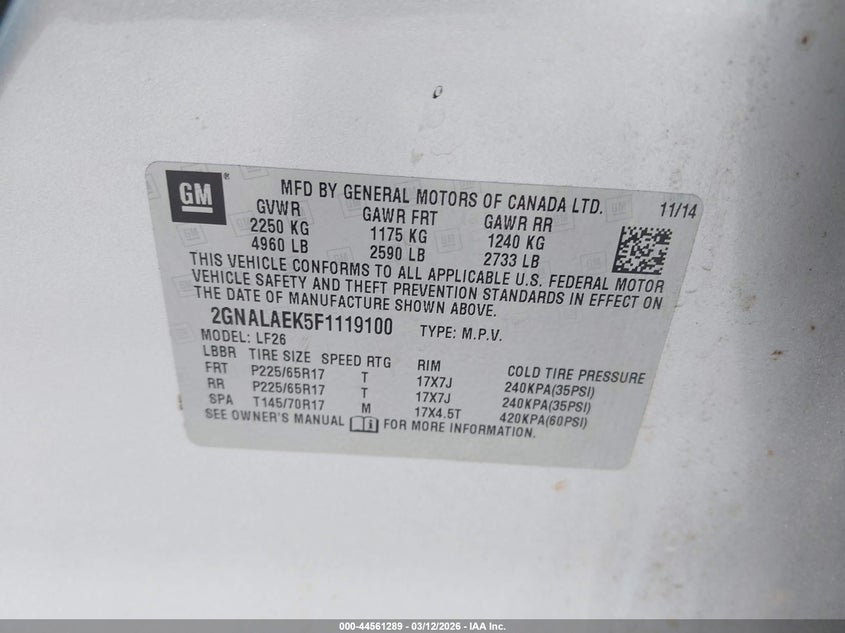 GM ® MFD BY GENERAL MOTORS OF CANADA LTD. 11/14
GVWR GAWR FRT GAWR RR
2250 KG 1175 KG 1240 KG
4960 LB 2590 LB 2733 LB
THIS VEHICLE CONFORMS TO ALL APPLICABLE U.S. FEDERAL MOTOR
VEHICLE SAFETY AND THEFT PREVENTION STANDARDS IN EFFECT ON
THE DATE OF MANUFACTURE SHOWN ABOVE.
2GNALAEK5F1119100 TYPE: M.P.V.
MODEL: LF26
LBBR TIRE SIZE SPEED RTG RIM COLD TIRE PRESSURE
FRT P225/65R17 T 17X7J 240KPA(35PSI)
RR P225/65R17 T 17X7J 240KPA(35PSI)
SPA T145/70R17 M 17X4.5T 420KPA(60PSI)
SEE OWNER'S MANUAL i FOR MORE INFORMATION.
000-44561289 - 03/12/2026 - IAA Inc.